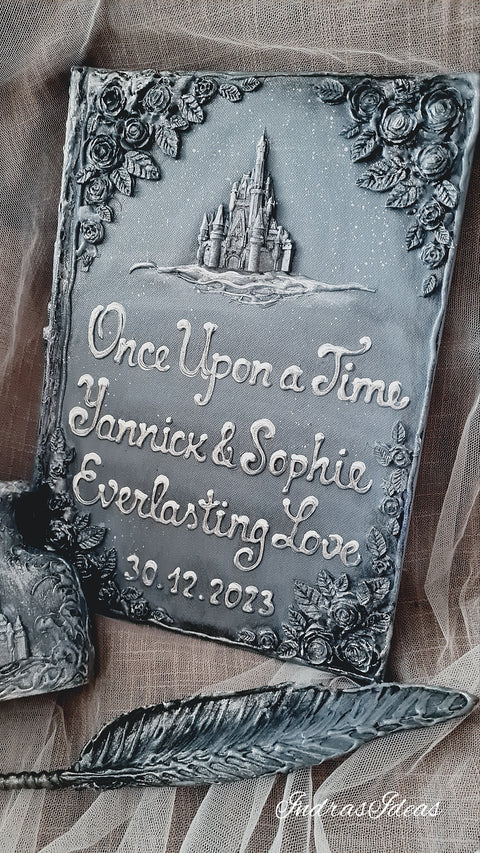 Once Upon a Time
Yannick & Sophie
Everlasting Love
30.12.2023
IndrasIdeas